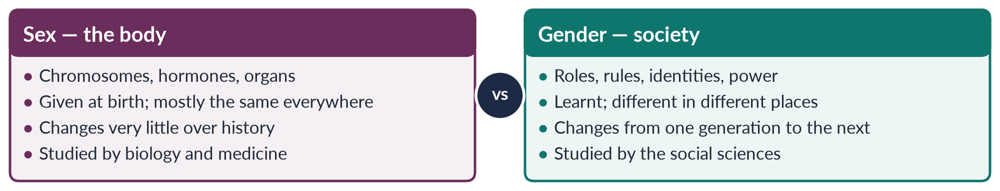 Sex — the body
• Chromosomes, hormones, organs
• Given at birth; mostly the same everywhere
• Changes very little over history
• Studied by biology and medicine
vs
Gender — society
• Roles, rules, identities, power
• Learnt; different in different places
• Changes from one generation to the next
• Studied by the social sciences